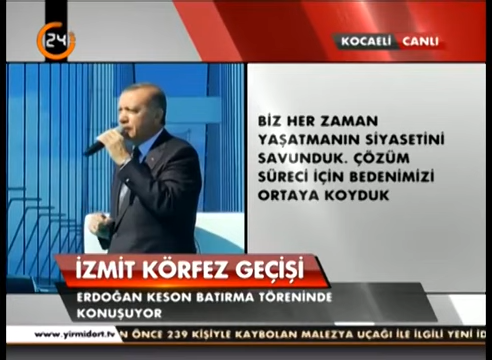 24
KOCAELİ CANLI
BİZ HER ZAMAN
YAŞATMANIN SİYASETİNİ
SAVUNDUK. ÇÖZÜM
SÜRECİ İÇİN BEDENİMİZİ
ORTAYA KOYDUK
İZMİT KÖRFEZ GEÇİŞİ
ERDOĞAN KESON BATIRMA TÖRENİNDE
KONUŞUYOR
www.yirmidort.tv N ÖNCE 239 KİŞİYLE KAYBOLAN MALEZYA UÇAĞI İLE İLGİLİ YENİ İD